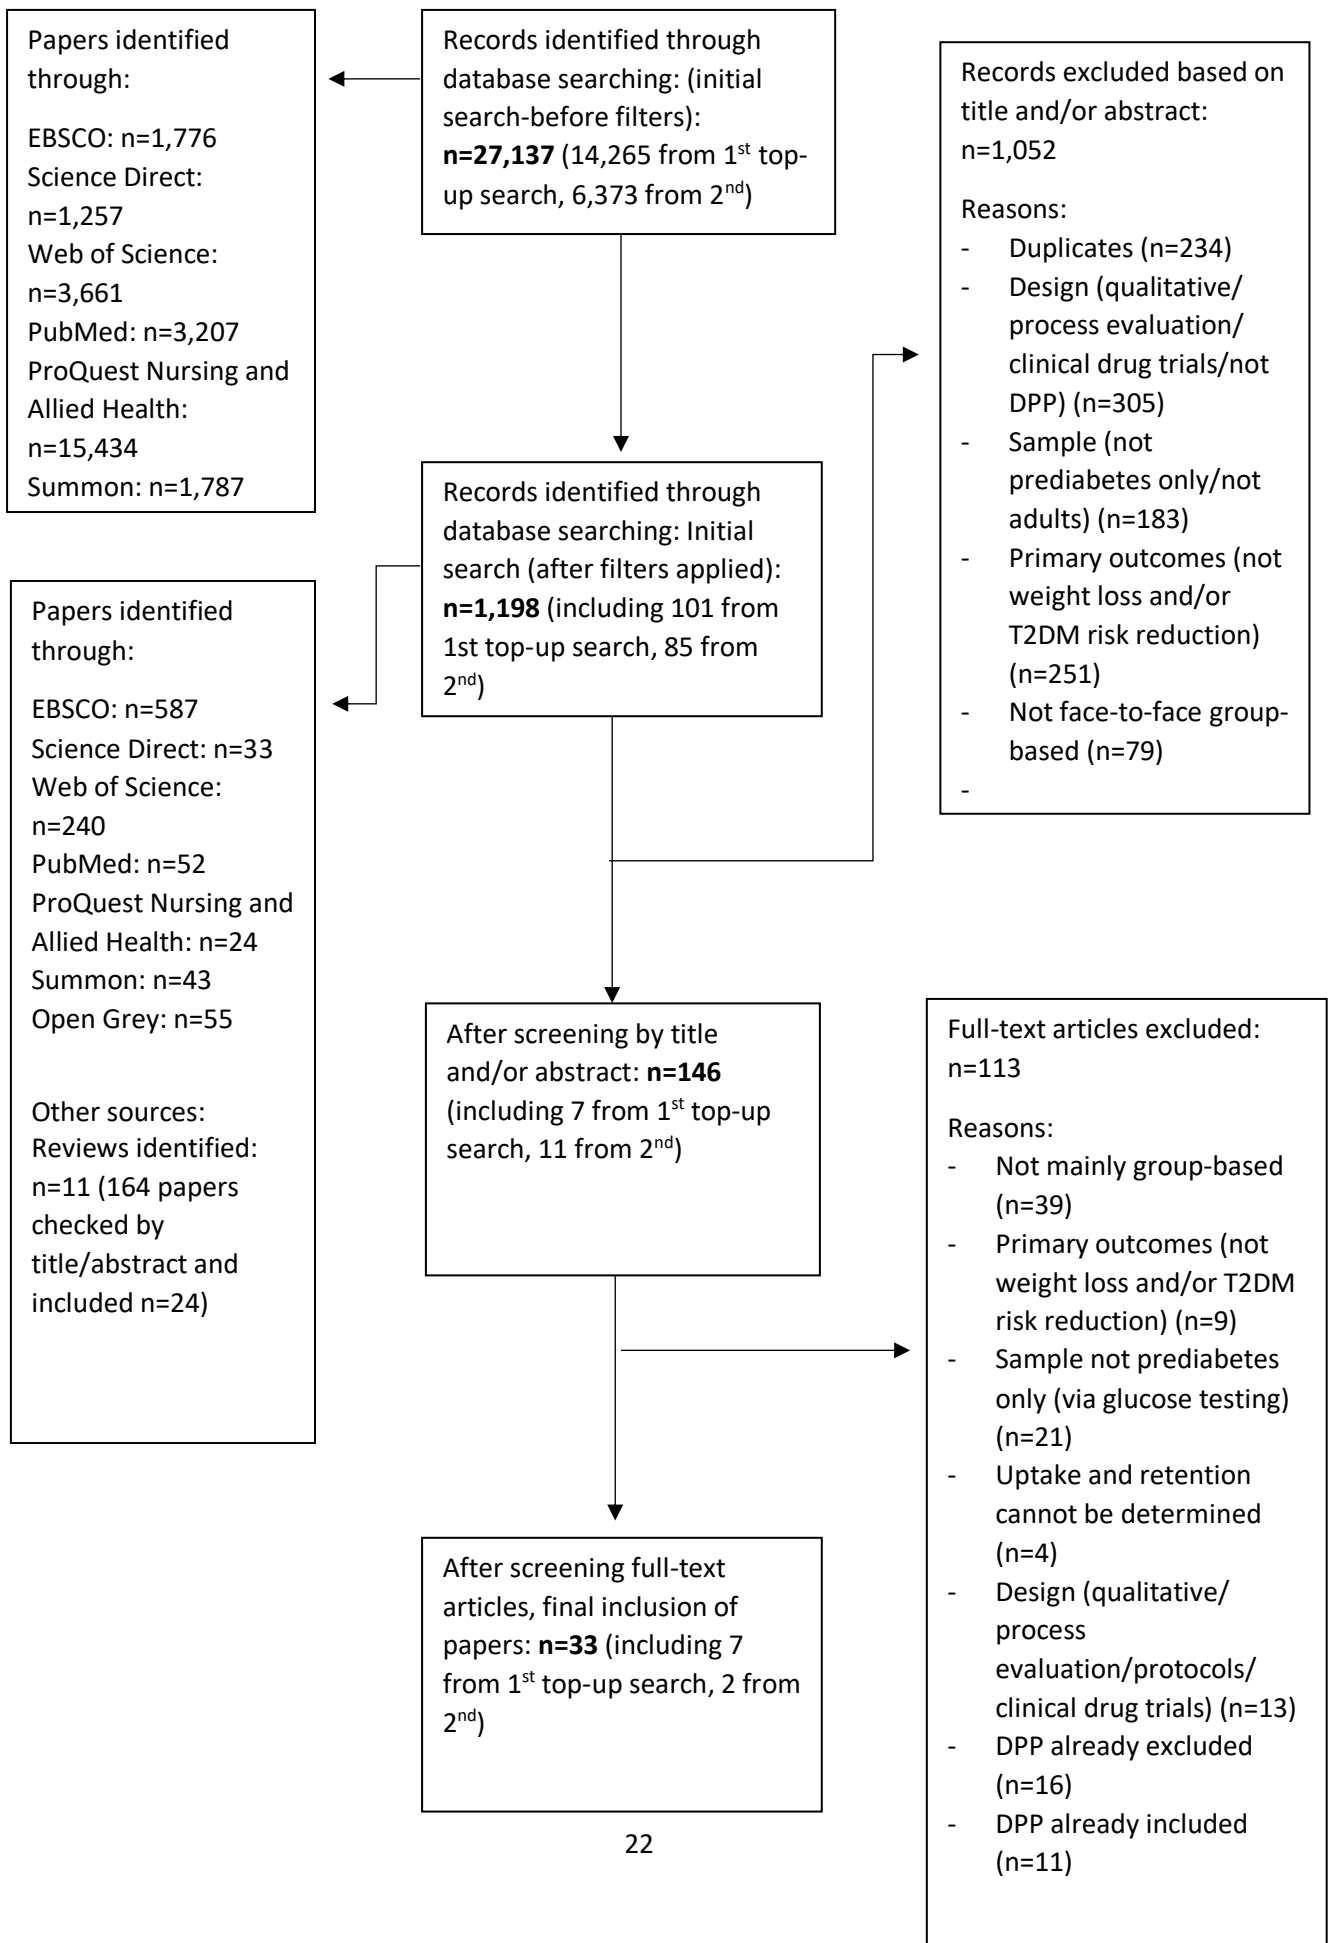 Papers identified
through:
EBSCO: n=1,776
Science Direct:
n=1,257
Web of Science:
n=3,661
PubMed: n=3,207
ProQuest Nursing and
Allied Health:
n=15,434
Summon: n=1,787
Records identified through
database searching: (initial
search-before filters):
n=27,137 (14,265 from 1st top-
up search, 6,373 from 2nd)
Records excluded based on
title and/or abstract:
n=1,052
Reasons:
- Duplicates (n=234)
- Design (qualitative/
process evaluation/
clinical drug trials/not
DPP) (n=305)
- Sample (not
prediabetes only/not
adults) (n=183)
- Primary outcomes (not
weight loss and/or
T2DM risk reduction)
(n=251)
- Not face-to-face group-
based (n=79)
-
Records identified through
database searching: Initial
search (after filters applied):
n=1,198 (including 101 from
1st top-up search, 85 from
2nd)
Papers identified
through:
EBSCO: n=587
Science Direct: n=33
Web of Science:
n=240
PubMed: n=52
ProQuest Nursing and
Allied Health: n=24
Summon: n=43
Open Grey: n=55
Other sources:
Reviews identified:
n=11 (164 papers
checked by
title/abstract and
included n=24)
After screening by title
and/or abstract: n=146
(including 7 from 1st top-up
search, 11 from 2nd)
Full-text articles excluded:
n=113
Reasons:
- Not mainly group-based
(n=39)
- Primary outcomes (not
weight loss and/or T2DM
risk reduction) (n=9)
- Sample not prediabetes
only (via glucose testing)
(n=21)
- Uptake and retention
cannot be determined
(n=4)
- Design (qualitative/
process
evaluation/protocols/
clinical drug trials) (n=13)
- DPP already excluded
(n=16)
- DPP already included
(n=11)
After screening full-text
articles, final inclusion of
papers: n=33 (including 7
from 1st top-up search, 2 from
2nd)
22